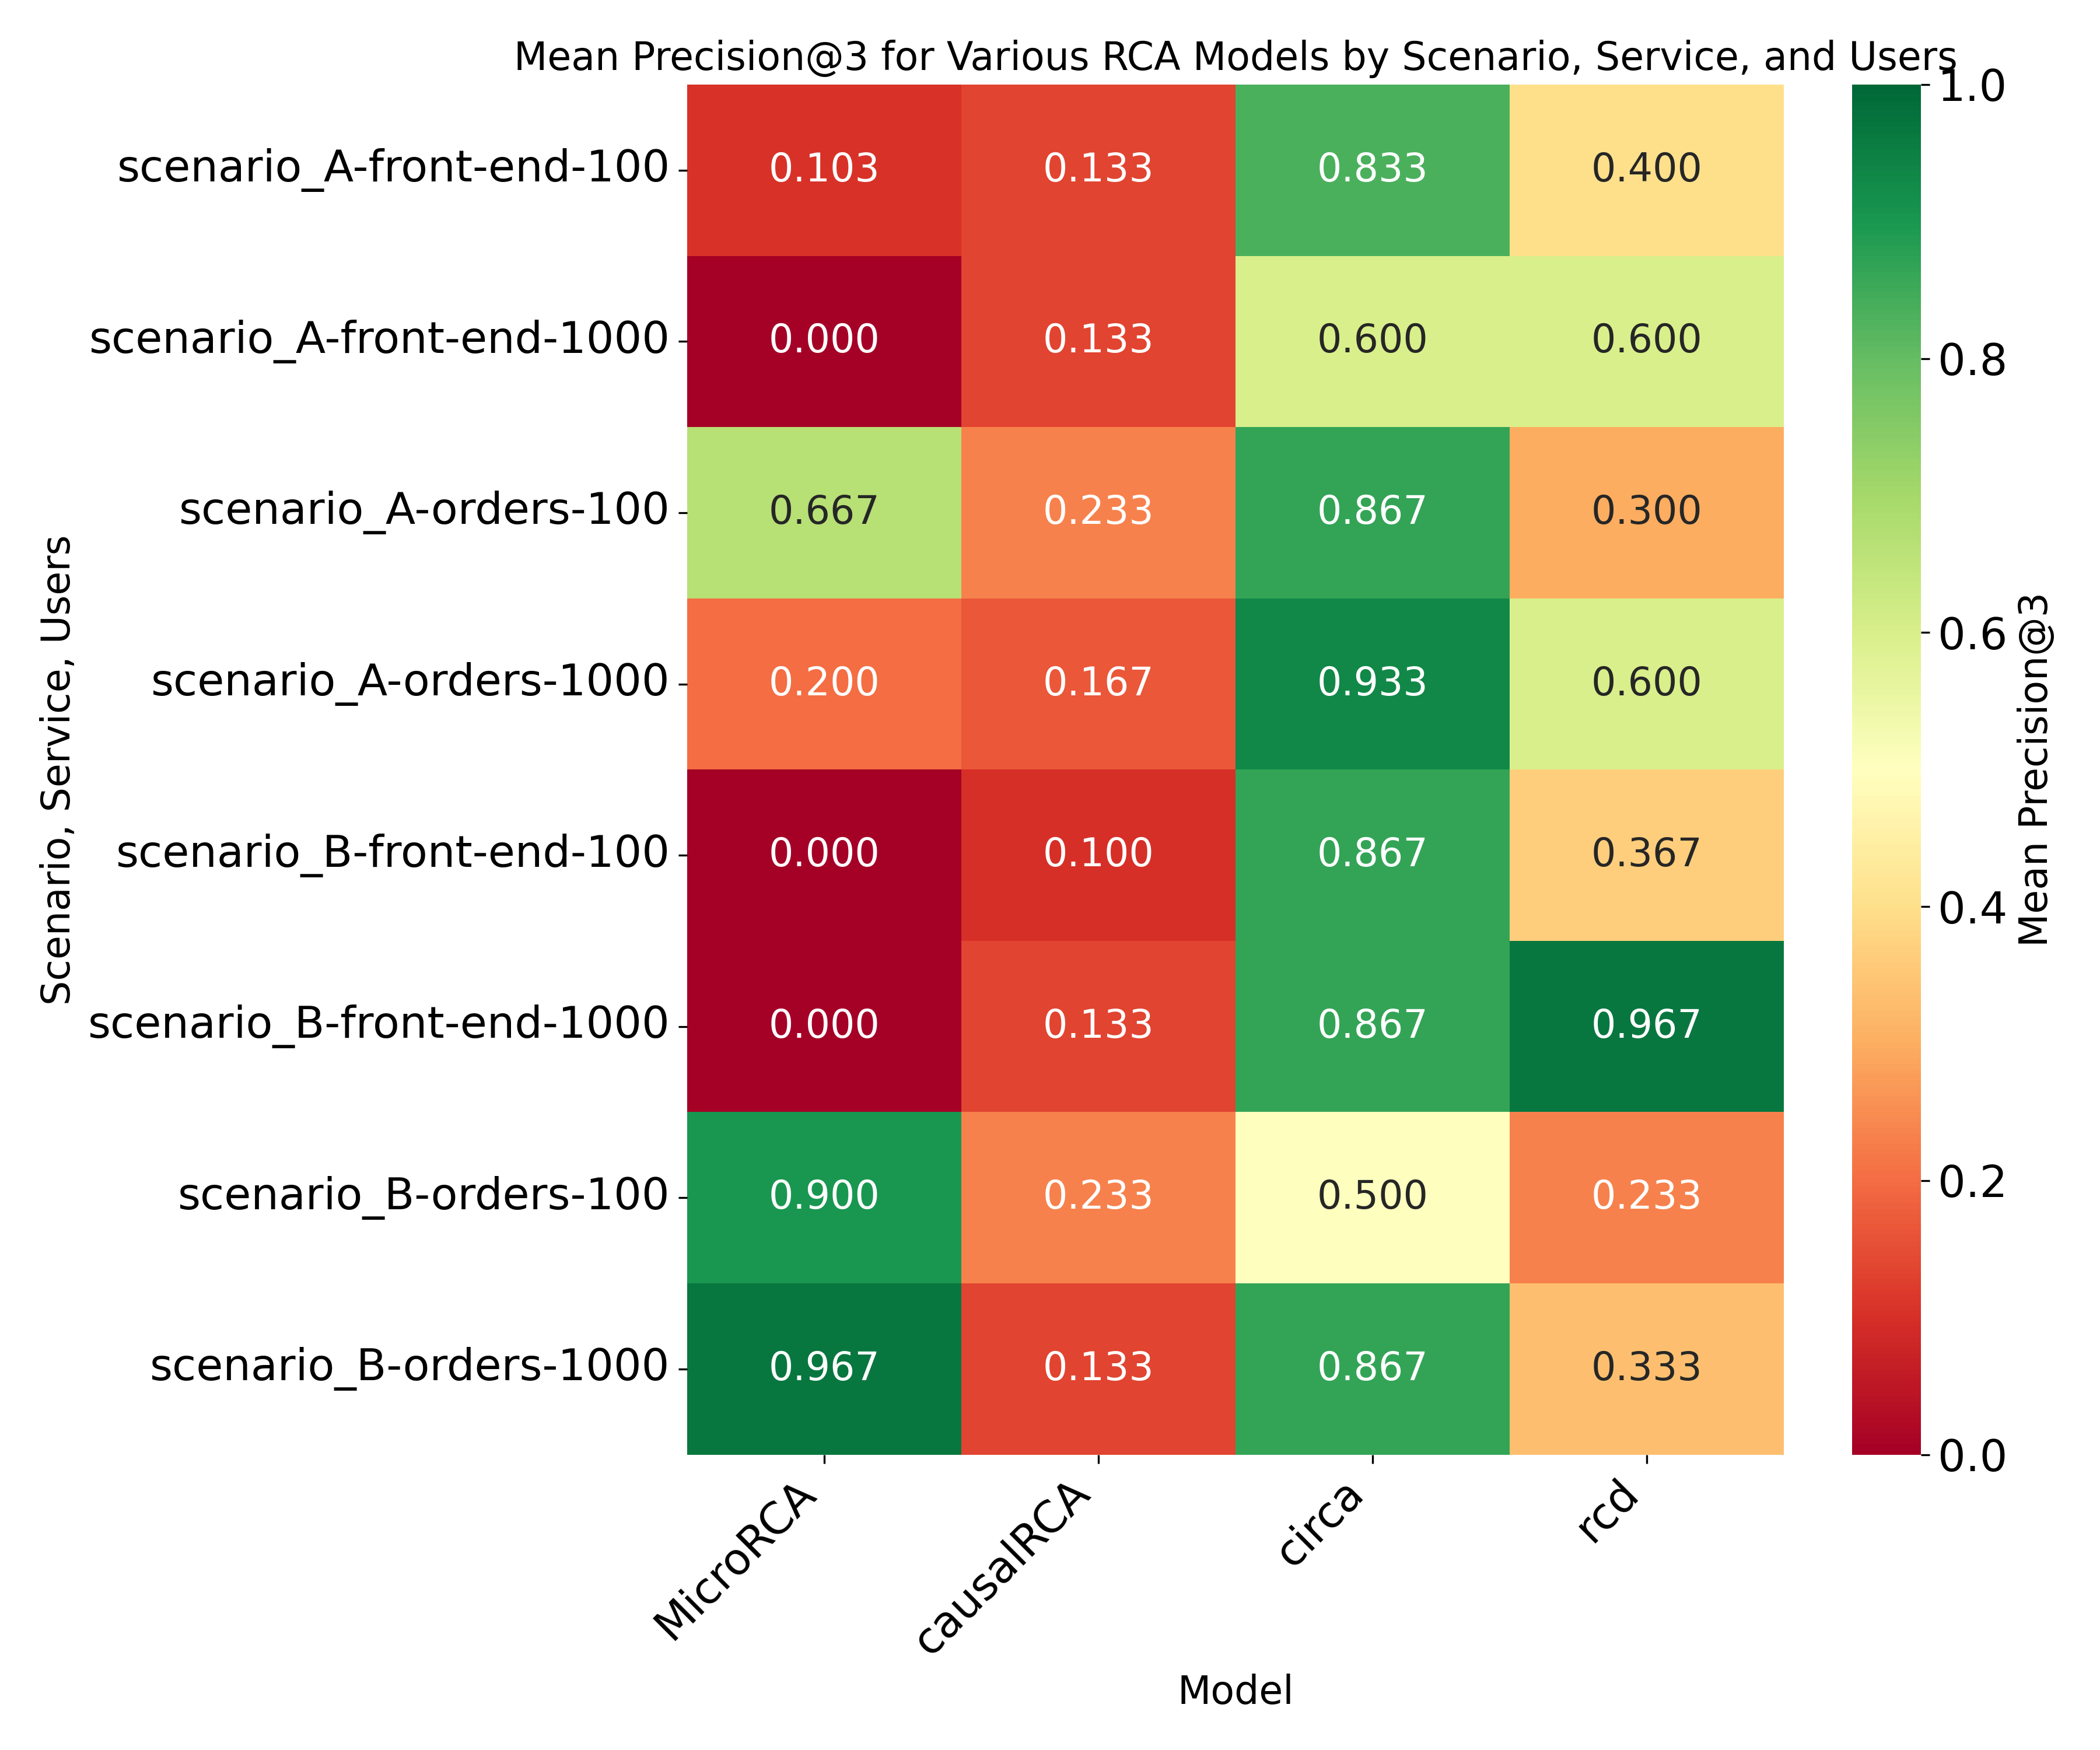 Mean Precision@3 for Various RCA Models by Scenario, Service, and Users
Scenario, Service, Users
scenario_A-front-end-100 0.103 0.133 0.833 0.400
scenario_A-front-end-1000 0.000 0.133 0.600 0.600
scenario_A-orders-100 0.667 0.233 0.867 0.300
scenario_A-orders-1000 0.200 0.167 0.933 0.600
scenario_B-front-end-100 0.000 0.100 0.867 0.367
scenario_B-front-end-1000 0.000 0.133 0.867 0.967
scenario_B-orders-100 0.900 0.233 0.500 0.233
scenario_B-orders-1000 0.967 0.133 0.867 0.333
MicroRCA causalRCA circa rcd
Model
1.0
0.8
0.6
0.4
0.2
0.0
Mean Precision@3